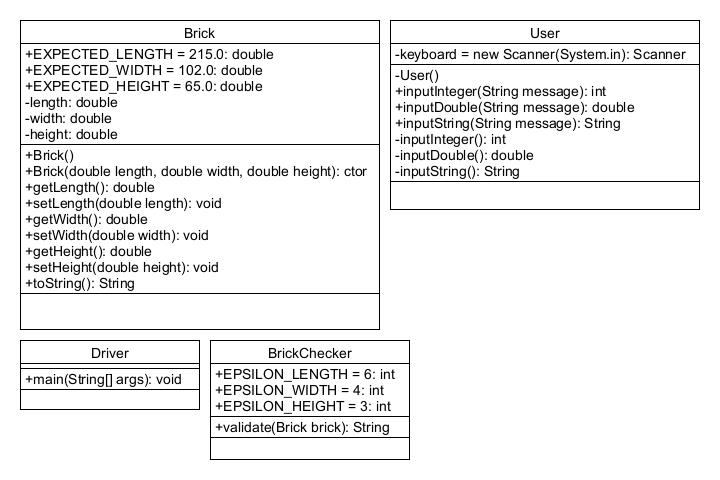 Brick
+EXPECTED_LENGTH = 215.0: double
+EXPECTED_WIDTH = 102.0: double
+EXPECTED_HEIGHT = 65.0: double
-length: double
-width: double
-height: double
+Brick()
+Brick(double length, double width, double height): ctor
+getLength(): double
+setLength(double length): void
+getWidth(): double
+setWidth(double width): void
+getHeight(): double
+setHeight(double height): void
+toString(): String
User
-keyboard = new Scanner(System.in): Scanner
-User()
+inputInteger(String message): int
+inputDouble(String message): double
+inputString(String message): String
-inputInteger(): int
-inputDouble(): double
-inputString(): String
Driver
+main(String[] args): void
BrickChecker
+EPSILON_LENGTH = 6: int
+EPSILON_WIDTH = 4: int
+EPSILON_HEIGHT = 3: int
+validate(Brick brick): String